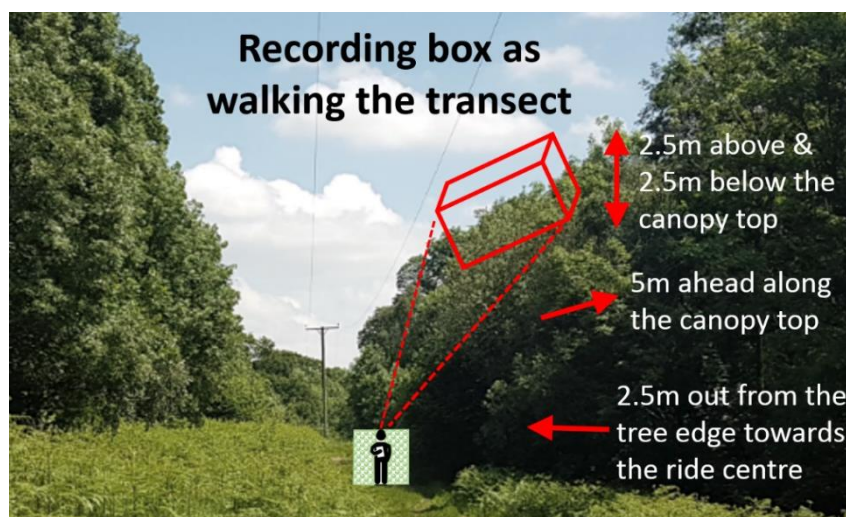 Recording box as
walking the transect
2.5m above &
2.5m below the
canopy top
5m ahead along
the canopy top
2.5m out from the
tree edge towards
the ride centre